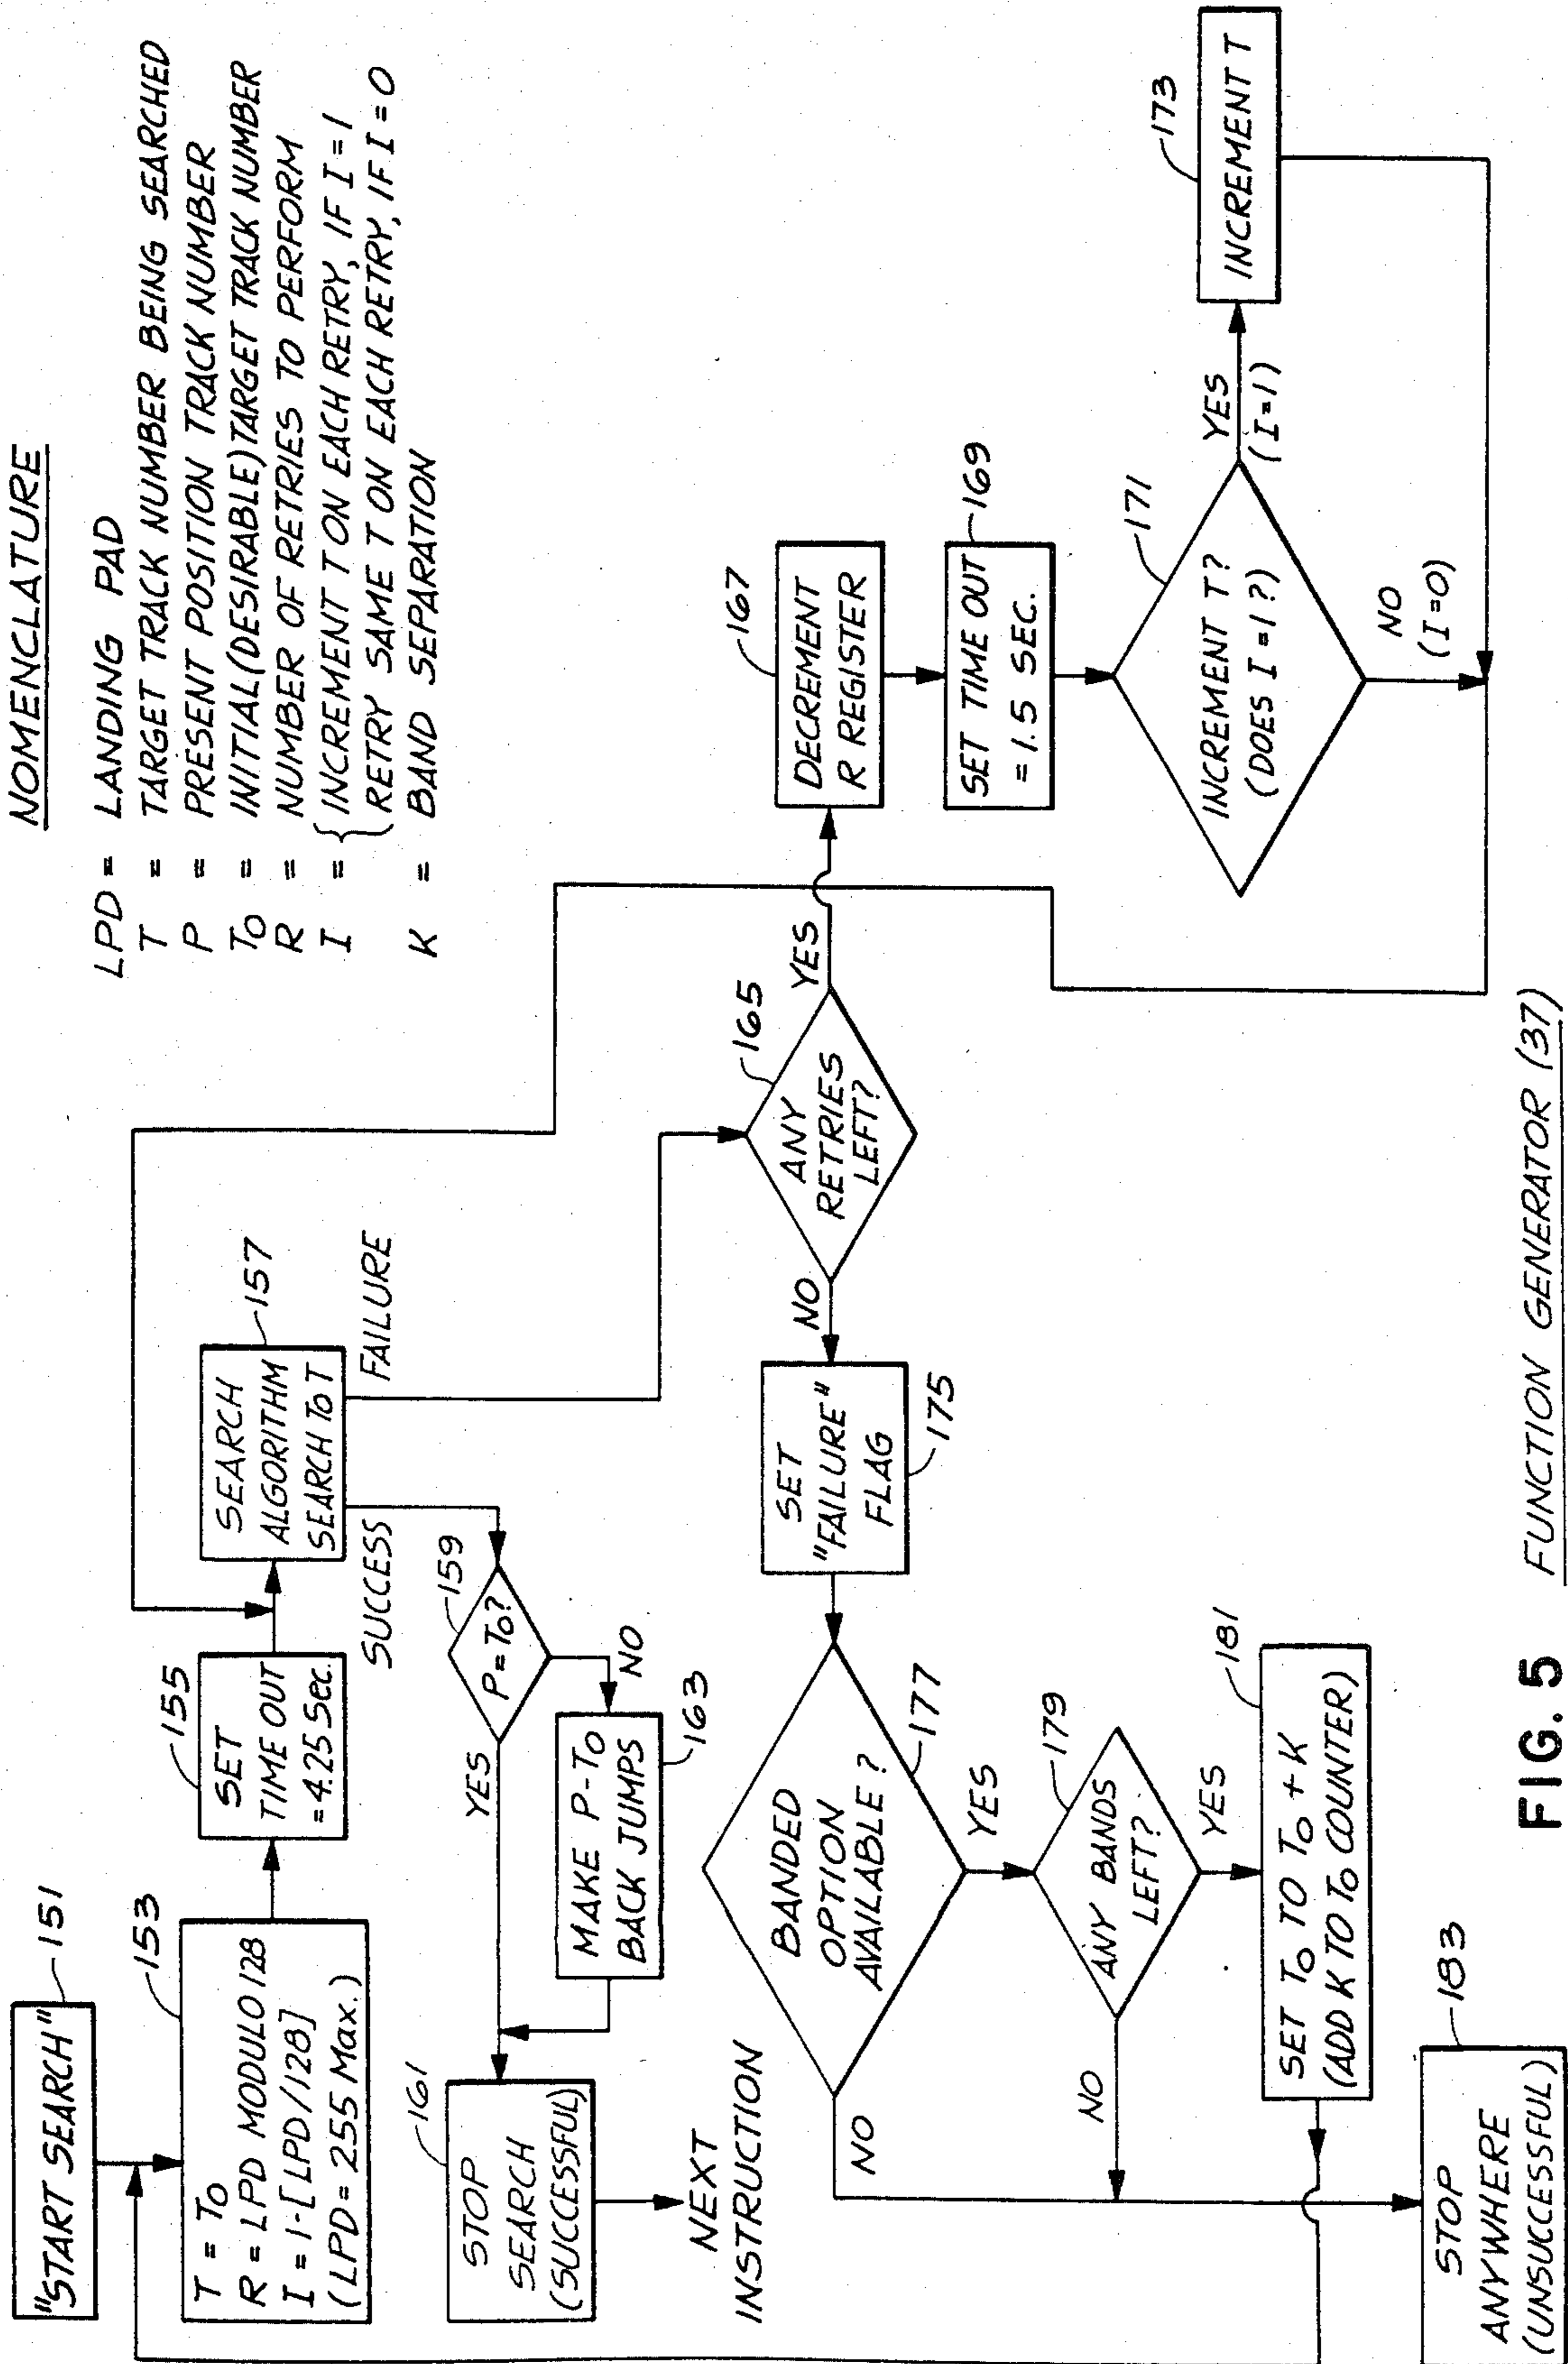 NOMENCLATURE
LPD = LANDING PAD
T = TARGET TRACK NUMBER BEING SEARCHED
P = PRESENT POSITION TRACK NUMBER
To = INITIAL (DESIRABLE) TARGET TRACK NUMBER
R = NUMBER OF RETRIES TO PERFORM
I = { INCREMENT T ON EACH RETRY, IF I = 1
RETRY SAME T ON EACH RETRY, IF I = 0
K = BAND SEPARATION
"START SEARCH"
151
153
T = To
R = LPD MODULO 128
I = 1-[LPD/128]
(LPD = 255 Max.)
155
SET
TIME OUT
= 4.25 Sec.
157
SEARCH
ALGORITHM
SEARCH To T
SUCCESS
FAILURE
159
P = To?
YES
NO
161
STOP
SEARCH
(SUCCESSFUL)
NEXT
INSTRUCTION
MAKE P-To
BACK JUMPS
163
165
ANY
RETRIES
LEFT?
YES
NO
167
DECREMENT
R REGISTER
SET TIME OUT
= 1.5 SEC.
169
171
INCREMENT T?
(DOES I = 1?)
YES
(I=1)
NO
(I=0)
173
INCREMENT T
SET
"FAILURE"
FLAG
175
BANDED
OPTION
AVAILABLE?
177
YES
NO
179
ANY BANDS
LEFT?
YES
NO
181
SET To TO To + K
(ADD K TO To COUNTER)
183
STOP
ANYWHERE
(UNSUCCESSFUL)
FIG. 5
FUNCTION GENERATOR (37)